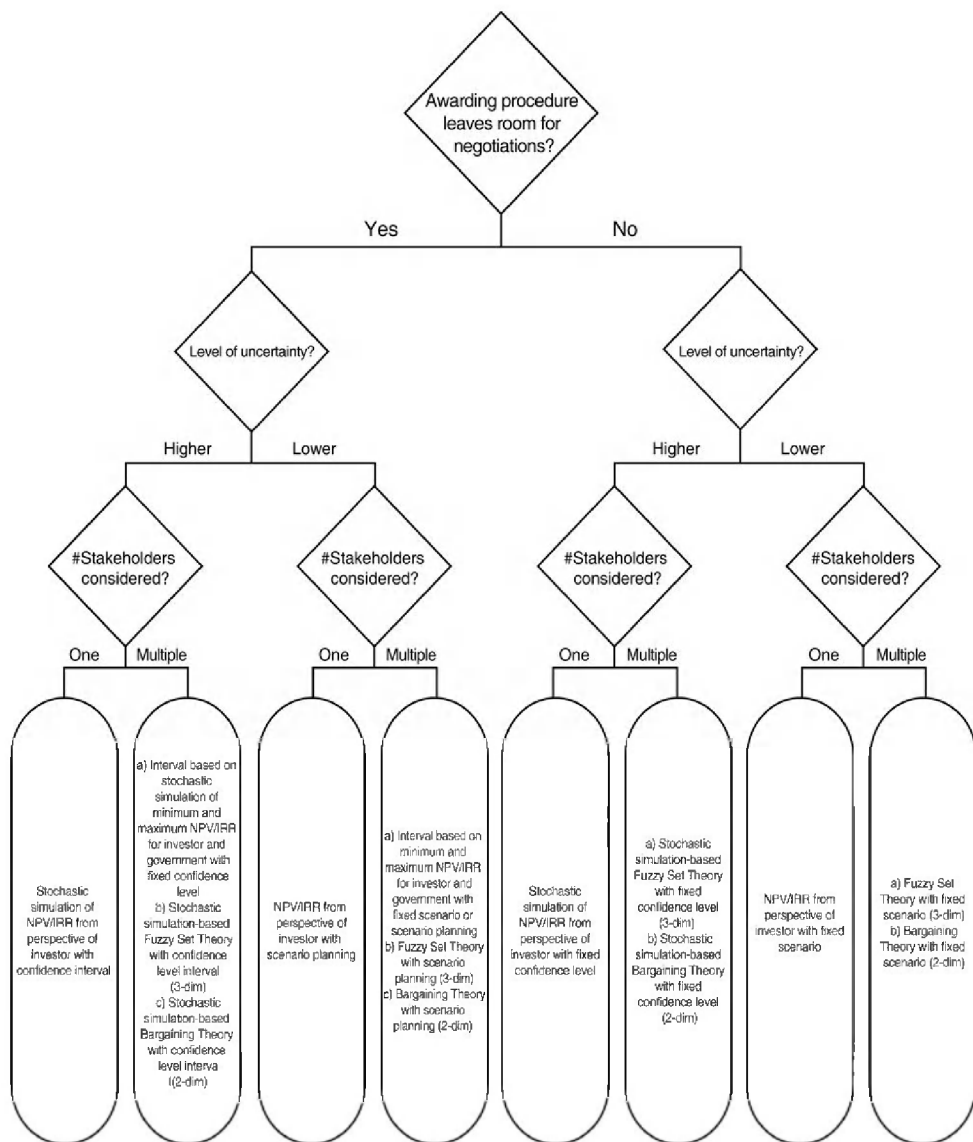 Awarding procedure
leaves room for
negotiations?
Yes
No
Level of uncertainty?
Level of uncertainty?
Higher
Lower
Higher
Lower
#Stakeholders
considered?
#Stakeholders
considered?
#Stakeholders
considered?
#Stakeholders
considered?
One
Multiple
One
Multiple
One
Multiple
One
Multiple
Stochastic
simulation of
NPV/IRR from
perspective of
investor with
confidence interval
a) Interval based on
stochastic
simulation of
minimum and
maximum NPV/IRR
for investor and
government with
fixed confidence
level
b) Stochastic
simulation-based
Fuzzy Set Theory
with confidence
level interval
(3-dim)
c) Stochastic
simulation-based
Bargaining Theory
with confidence
level interva
l(2-dim)
NPV/IRR from
perspective of
investor with
scenario planning
a) Interval based on
minimum and
maximum NPV/IRR
for investor and
government with
fixed scenario or
scenario planning
b) Fuzzy Set Theory
with scenario
planning (3-dim)
c) Bargaining Theory
with scenario
planning (2-dim)
Stochastic
simulation of
NPV/IRR from
perspective of
investor with fixed
confidence level
a) Stochastic
simulation-based
Fuzzy Set Theory
with fixed
confidence level
(3-dim)
b) Stochastic
simulation-based
Bargaining Theory
with fixed
confidence level
(2-dim)
NPV/IRR from
perspective of
investor with fixed
scenario
a) Fuzzy Set
Theory with fixed
scenario (3-dim)
b) Bargaining
Theory with fixed
scenario (2-dim)